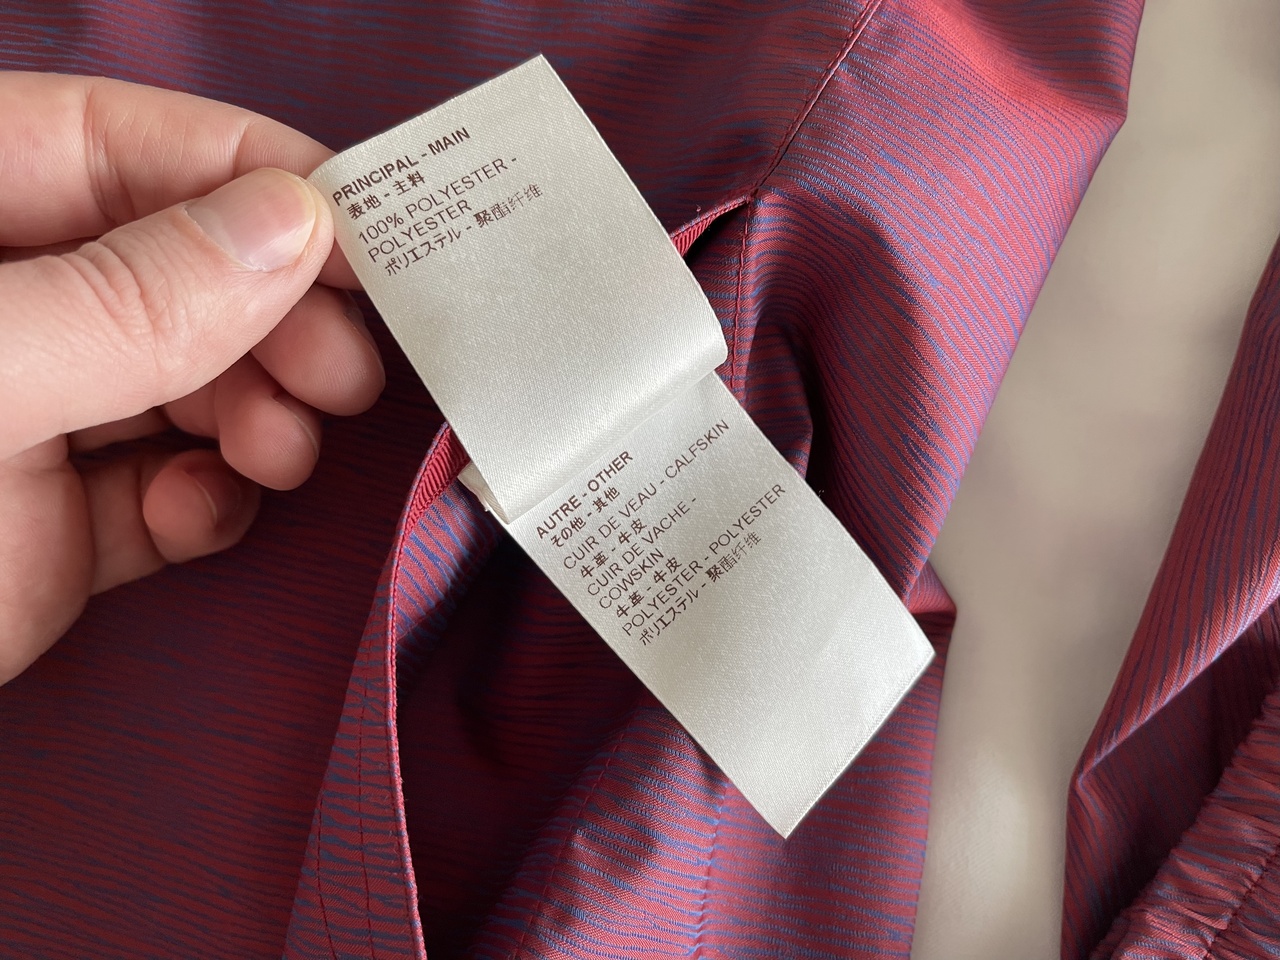 PRINCIPAL - MAIN
表地 - 主料
100% POLYESTER -
POLYESTER
ポリエステル - 聚酯纤维
AUTRE - OTHER
その他 - 其他
CUIR DE VEAU - CALFSKIN
牛革 - 牛皮
CUIR DE VACHE -
COWSKIN
牛革 - 牛皮
POLYESTER - POLYESTER
ポリエステル - 聚酯纤维